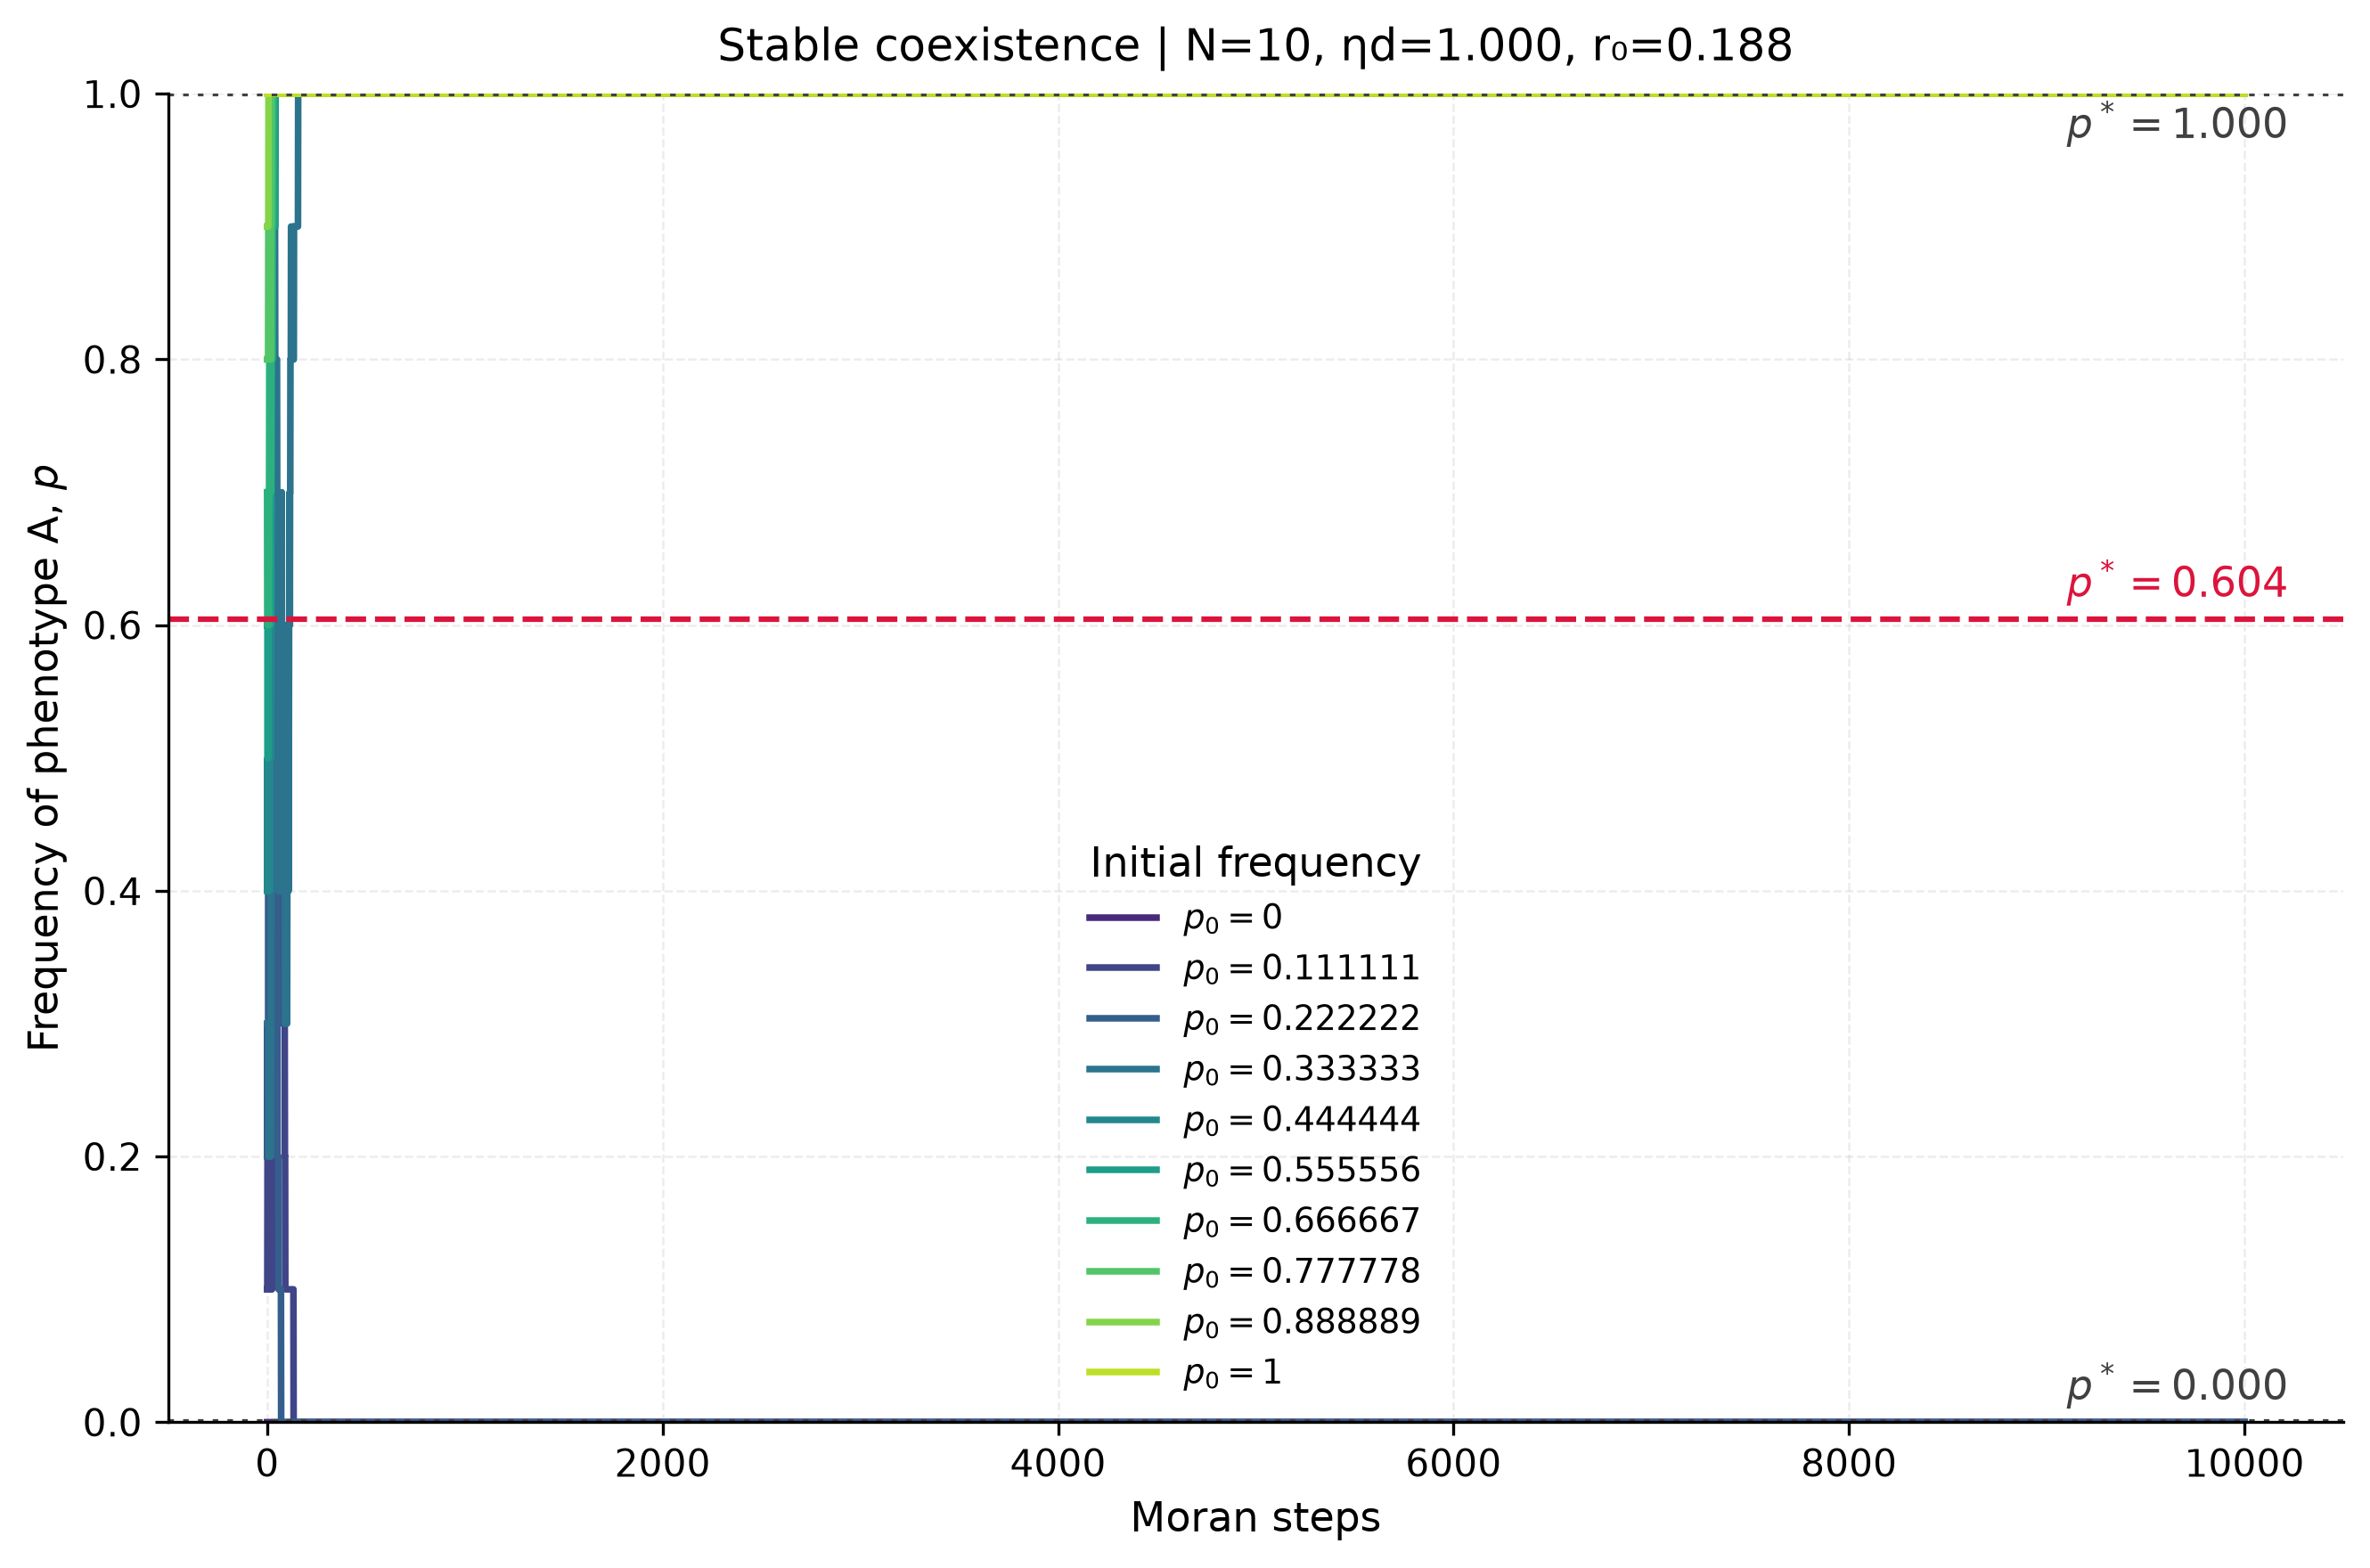 Stable coexistence | N=10, ηd=1.000, r₀=0.188
1.0
0.8
0.6
0.4
0.2
0.0
Frequency of phenotype A, p
p* = 1.000
p* = 0.604
p* = 0.000
Initial frequency
p₀ = 0
p₀ = 0.111111
p₀ = 0.222222
p₀ = 0.333333
p₀ = 0.444444
p₀ = 0.555556
p₀ = 0.666667
p₀ = 0.777778
p₀ = 0.888889
p₀ = 1
0 2000 4000 6000 8000 10000
Moran steps